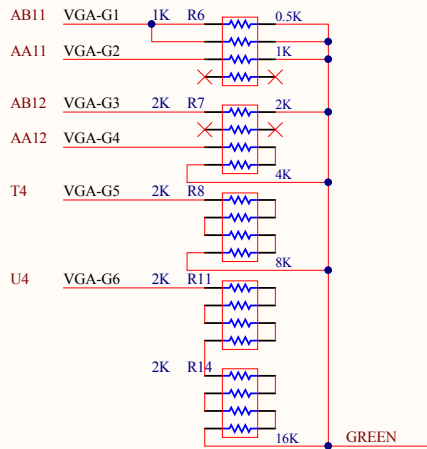 AB11 VGA-G1 1K R6 0.5K
AA11 VGA-G2 1K
AB12 VGA-G3 2K R7 2K
AA12 VGA-G4
4K
T4 VGA-G5 2K R8
8K
U4 VGA-G6 2K R11
2K R14
16K GREEN